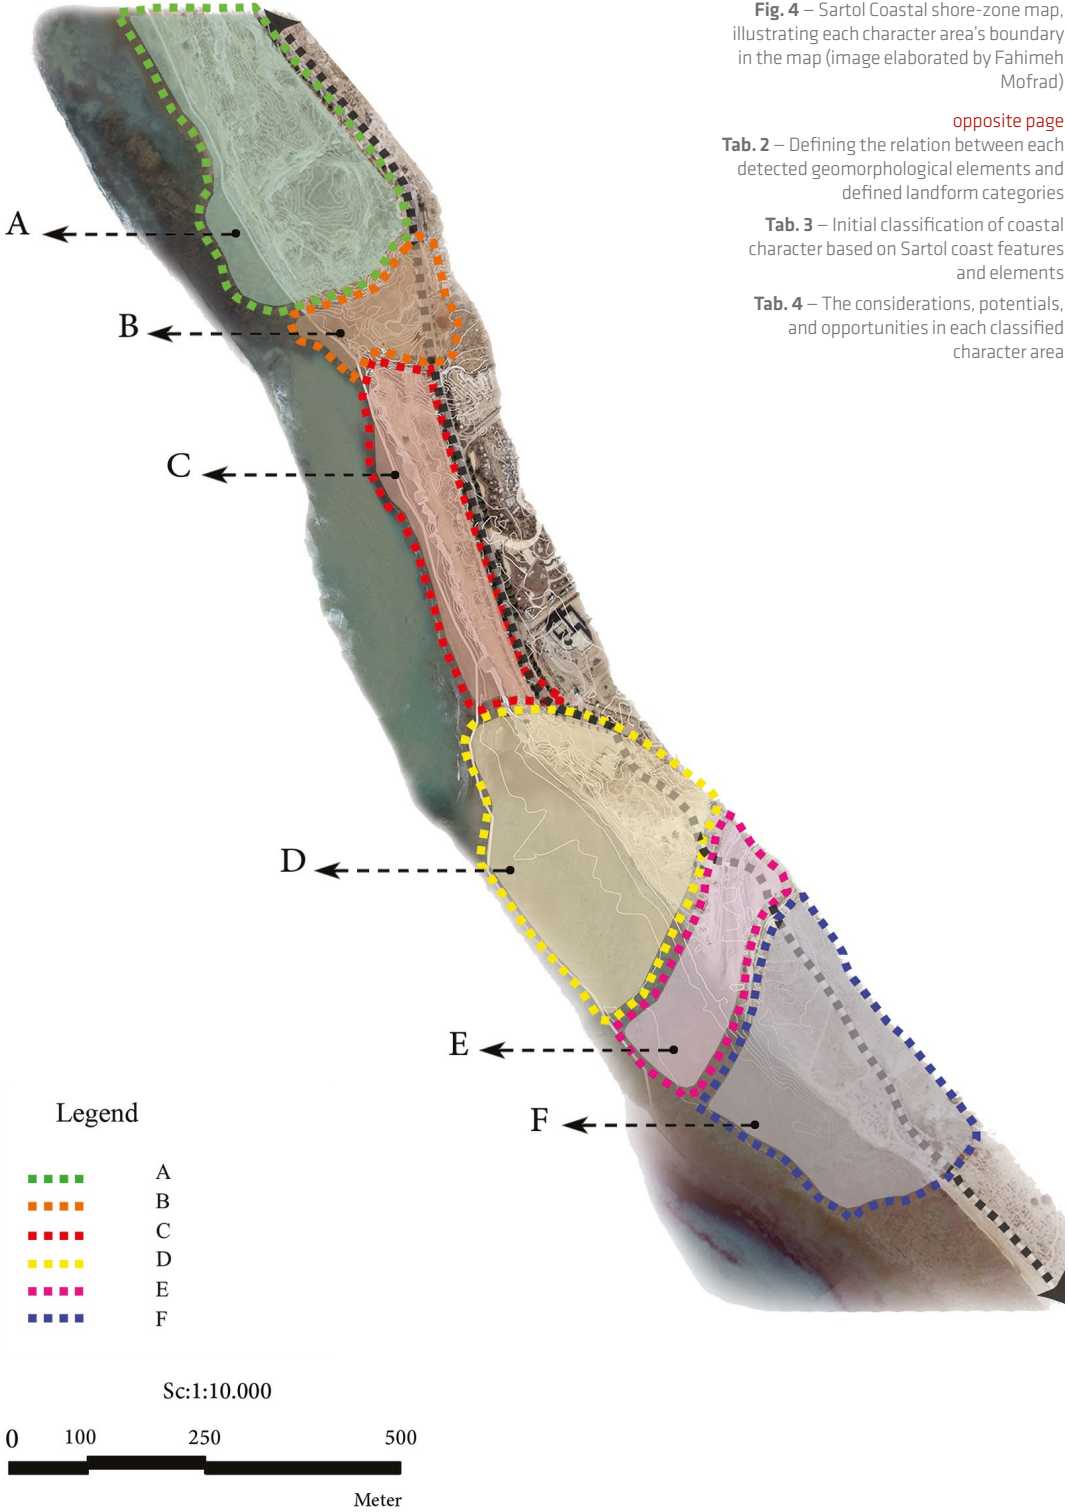 Fig. 4 – Sartol Coastal shore-zone map,
illustrating each character area's boundary
in the map (image elaborated by Fahimeh
Mofrad)
opposite page
Tab. 2 – Defining the relation between each
detected geomorphological elements and
defined landform categories
Tab. 3 – Initial classification of coastal
character based on Sartol coast features
and elements
Tab. 4 – The considerations, potentials,
and opportunities in each classified
character area
A
B
C
D
E
F
Legend
A
B
C
D
E
F
Sc:1:10.000
0 100 250 500
Meter